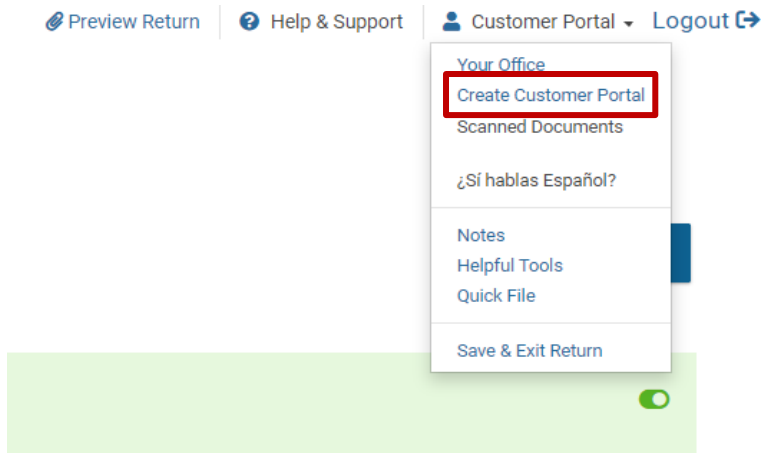 Preview Return Help & Support Customer Portal Logout
Your Office
Create Customer Portal
Scanned Documents
¿Sí hablas Español?
Notes
Helpful Tools
Quick File
Save & Exit Return